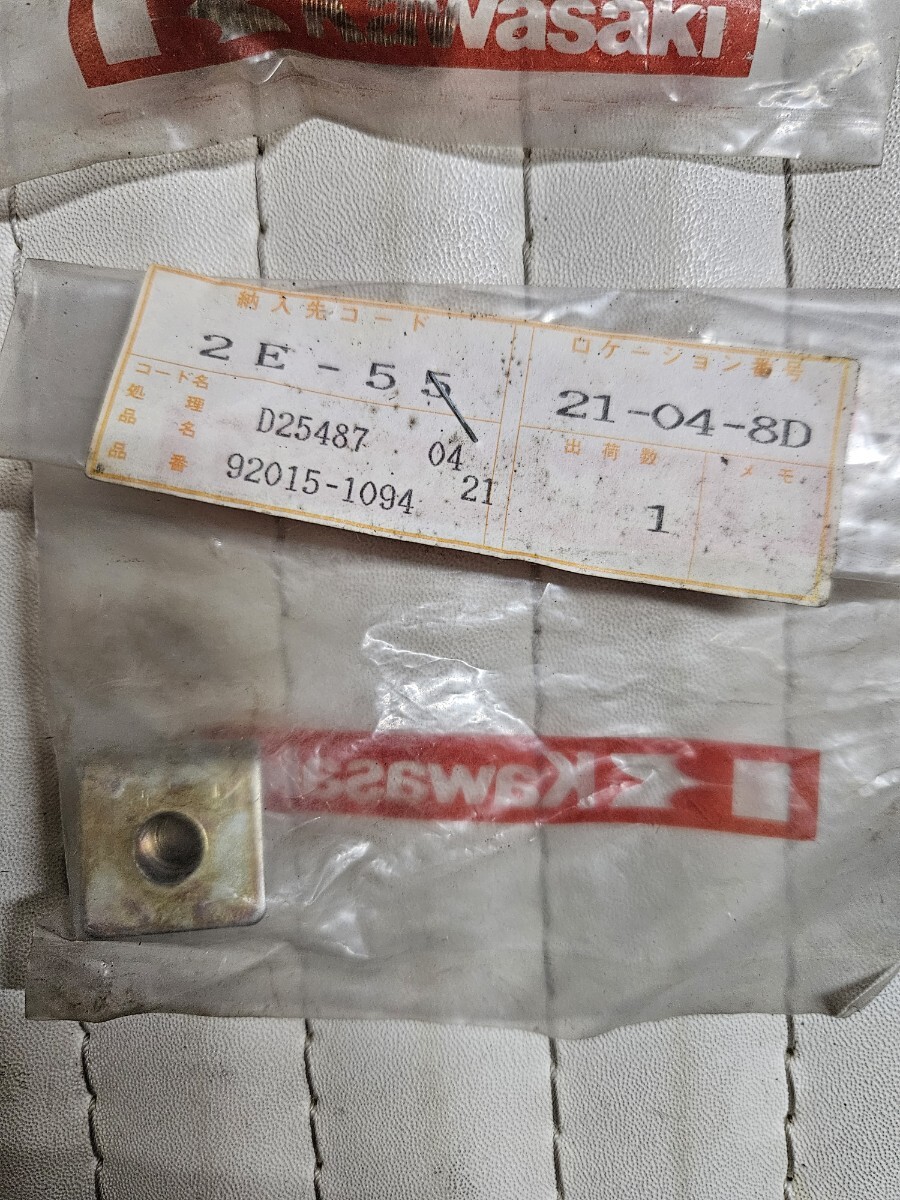 Kawasaki
納入先コード
2E-55
ロケーション番号
21-04-8D
コード名
処理
品名
D25487 04
出荷数
メモ
品番
92015-1094 21
1
Kawasaki